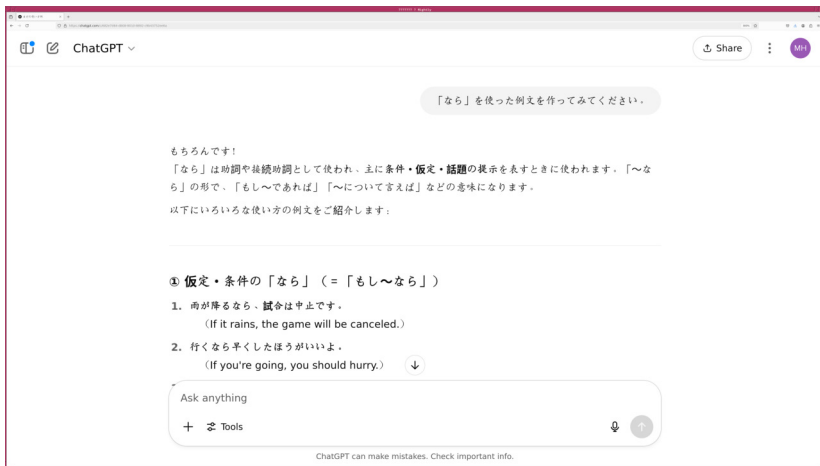 ChatGPT
Share
MH
「なら」を使った例文を作ってみてください。
もちろんです!
「なら」は助詞や接続助詞として使われ、主に条件・仮定・話題の提示を表すときに使われます。「〜な
ら」の形で、「もし〜であれば」「〜について言えば」などの意味になります。
以下にいろいろな使い方の例文をご紹介します:
① 仮定・条件の「なら」(=「もし〜なら」)
1. 雨が降るなら、試合は中止です。
(If it rains, the game will be canceled.)
2. 行くなら早くしたほうがいいよ。
(If you're going, you should hurry.)
Ask anything
Tools
ChatGPT can make mistakes. Check important info.